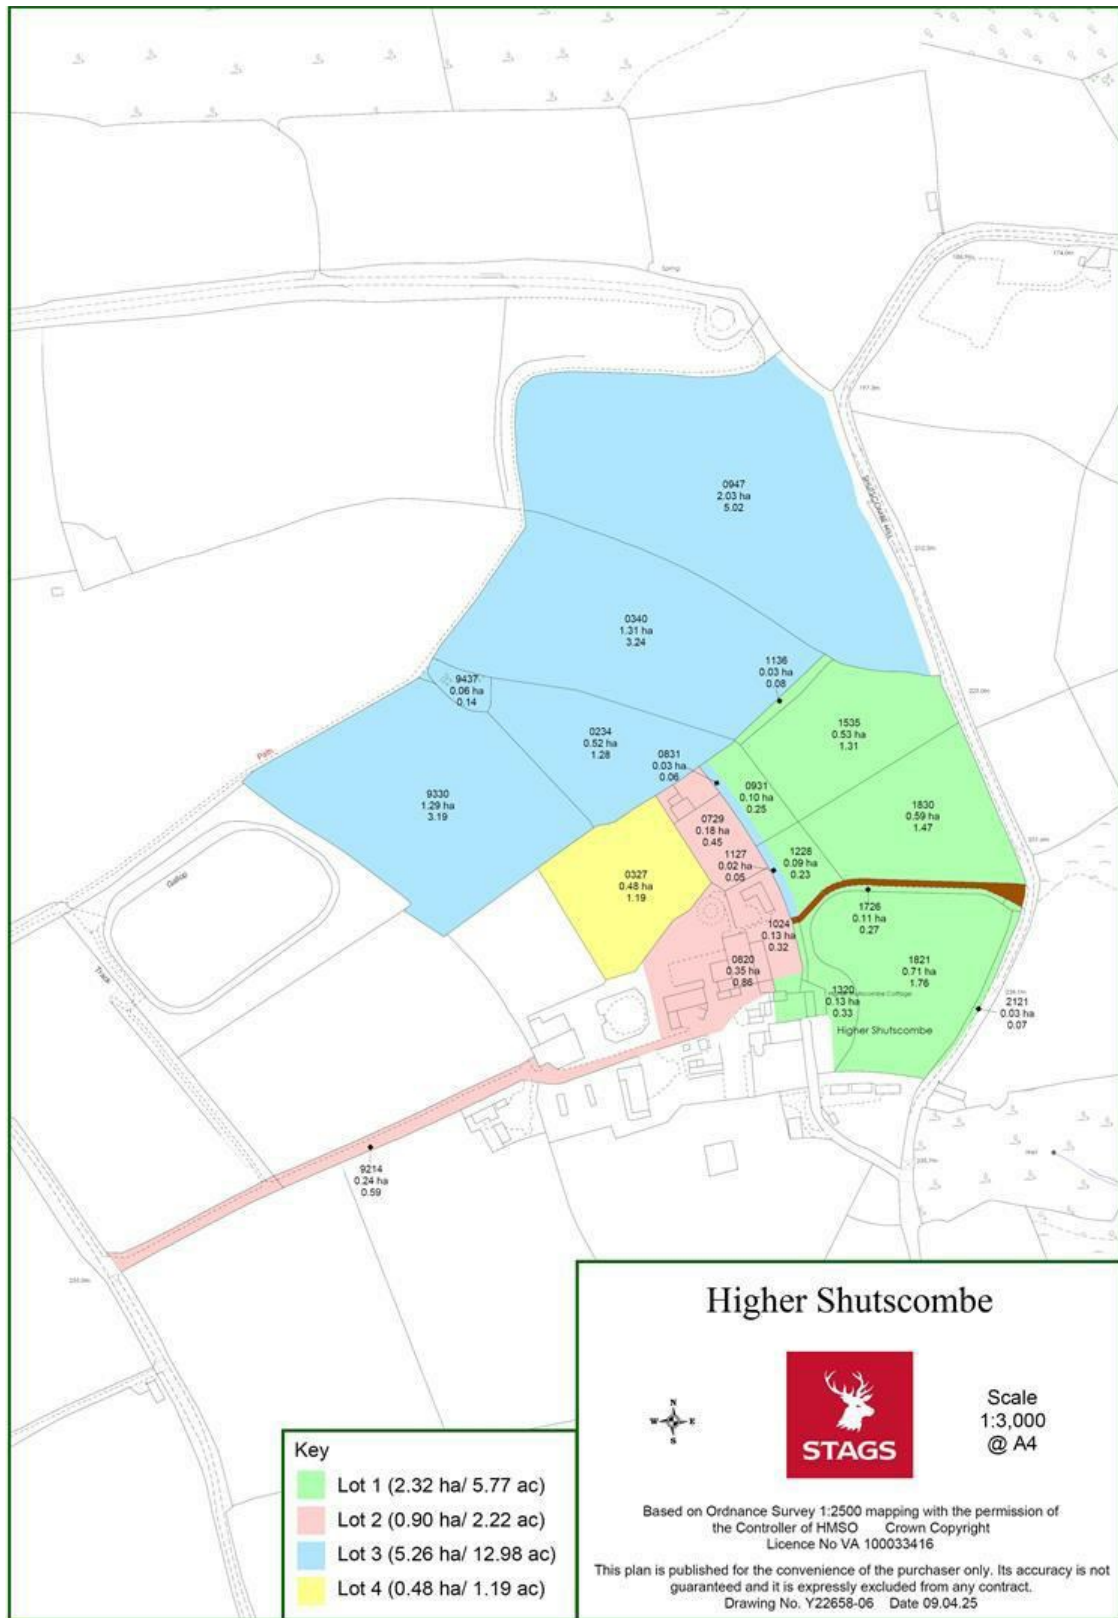 Spring
174.0m
197.3m
SHUTSCOMBE HILL
0947
2.03 ha
5.02
212.5m
0340
1.31 ha
3.24
1136
0.03 ha
0.08
9437
0.06 ha
0.14
0234
0.52 ha
1.28
1535
0.53 ha
1.31
Path
0831
0.03 ha
0.06
0931
0.10 ha
0.25
9330
1.29 ha
3.19
1830
0.59 ha
1.47
0729
0.18 ha
0.45
1127
0.02 ha
0.05
1228
0.09 ha
0.23
Gallop
0327
0.48 ha
1.19
1726
0.11 ha
0.27
1024
0.13 ha
0.32
Track
0820
0.35 ha
0.86
1821
0.71 ha
1.76
1320
0.13 ha
0.33
Shutscombe Cottage
2121
0.03 ha
0.07
Higher Shutscombe
9214
0.24 ha
0.59
Higher Shutscombe
N
W E
S
STAGS
Scale
1:3,000
@ A4
Key
Lot 1 (2.32 ha/ 5.77 ac)
Lot 2 (0.90 ha/ 2.22 ac)
Lot 3 (5.26 ha/ 12.98 ac)
Lot 4 (0.48 ha/ 1.19 ac)
Based on Ordnance Survey 1:2500 mapping with the permission of
the Controller of HMSO Crown Copyright
Licence No VA 100033416
This plan is published for the convenience of the purchaser only. Its accuracy is not
guaranteed and it is expressly excluded from any contract.
Drawing No. Y22658-06 Date 09.04.25